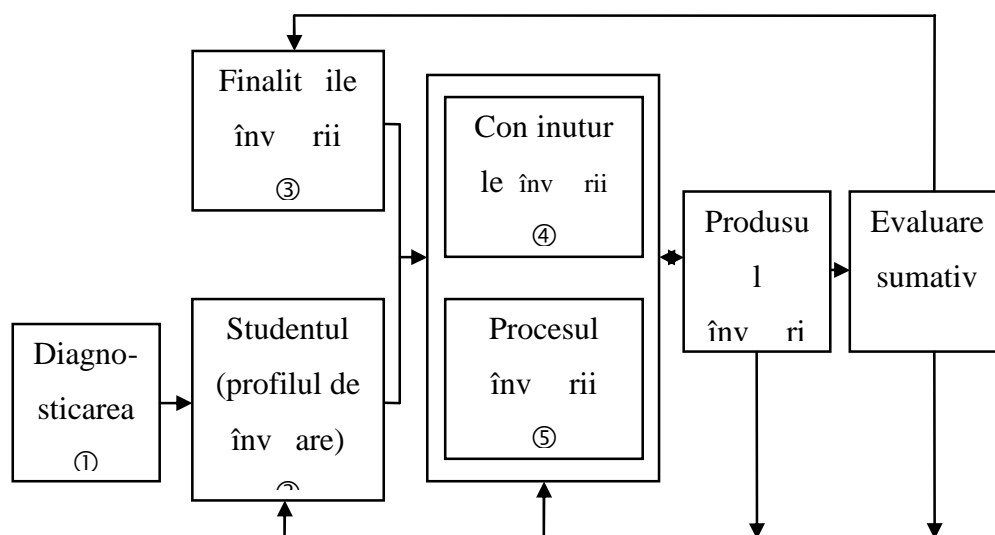 Finalit ile
înv rii
③
Con inutur
le înv rii
④
Produsu
l
înv ri
Evaluare
sumativ
Diagno-
sticarea
①
Studentul
(profilul de
înv are)
Procesul
înv rii
⑤